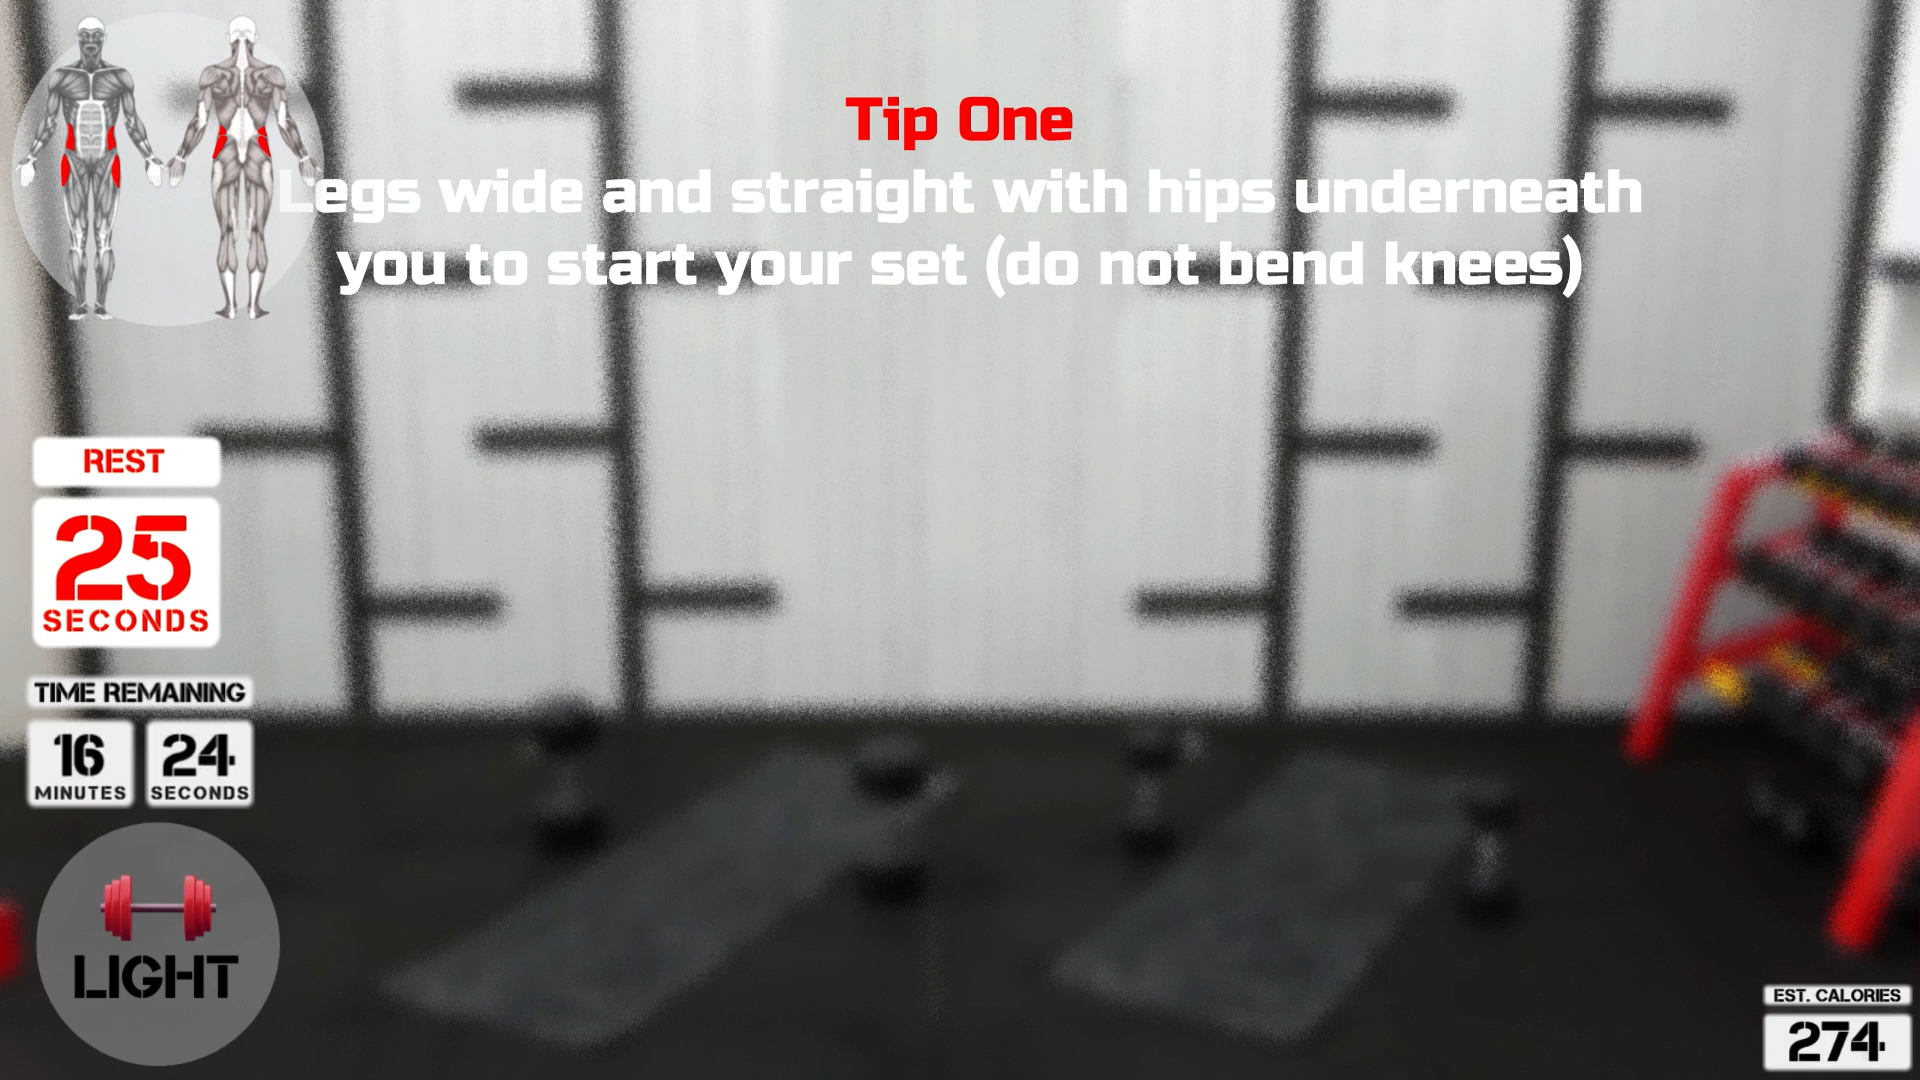 Tip One
Legs wide and straight with hips underneath
you to start your set (do not bend knees)
REST
25
SECONDS
TIME REMAINING
16
MINUTES
24
SECONDS
LIGHT
EST. CALORIES
274